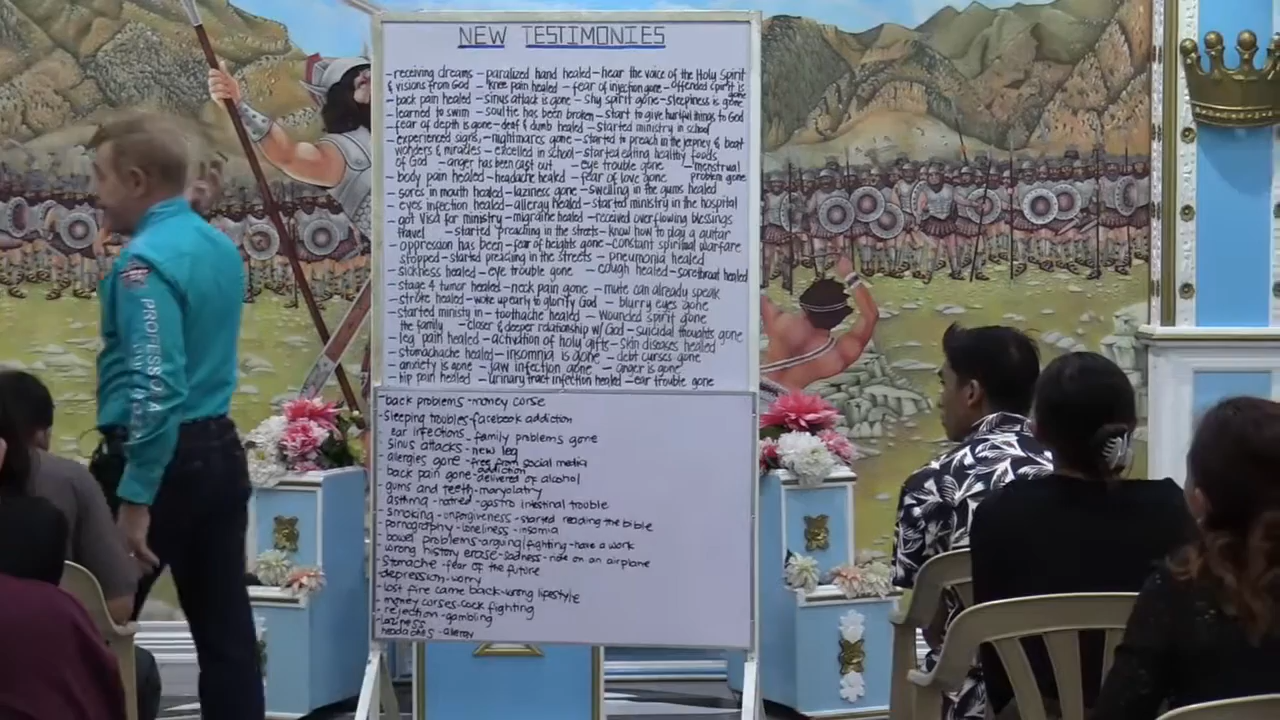 NEW TESTIMONIES
-receiving dreams -paralized hand healed-hear the voice of the Holy Spirit
& visions from God -knee pain healed -fear of injection gone -offended spirit is gone
-back pain healed -sinus attack is gone -shy spirit gone -sleepiness is gone
-learned to swim -soul tie has been broken -start to give hurtful things to God
-fear of depth is gone -deaf & dumb healed -started ministry in school
-experienced signs, -nightmares gone -started to preach in the jeepney & boat
wonders & miracles -excelled in school -started eating healthy foods
of God -anger has been cast out -eye trouble gone -menstrual problem gone
-body pain healed -headache healed -fear of love gone
-sores in mouth healed -laziness gone -swelling in the gums healed
-eyes infection healed -allergy healed -started ministry in the hospital
-got Visa for ministry -migraine healed -received overflowing blessings
travel -started preaching in the streets -know how to play a guitar
-oppression has been -fear of heights gone -constant spiritual warfare
stopped -started preaching in the streets -pneumonia healed
-sickness healed -eye trouble gone -cough healed -sorethroat healed
-stage 4 tumor healed -neck pain gone -mute can already speak
-stroke healed -woke up early to glorify God -blurry eyes gone
-started ministry in -toothache healed -Wounded spirit gone
the family -closer & deeper relationship w/ God -suicidal thoughts gone
-leg pain healed -activation of holy gifts -skin diseases healed
-stomachache healed -insomnia is gone -debt curses gone
-anxiety is gone -jaw infection gone -anger is gone
-hip pain healed -urinary tract infection healed -ear trouble gone
-back problems -money corse
-Sleeping troubles-facebook addiction
ear infections -family problems gone
-sinus attacks -new leg
-alergies gone -free from social media addiction
back pain gone -delivered of alcohol
-gums and teeth -maryolatry
asthma -hatred -gastro intestinal trouble
-smoking -unforgiveness -started reading the bible
-pornography -loneliness -insomia
-bowel problems -arguing/fighting -have a work
-wrong history erase -sadness -ride on an airplane
-Stomache -fear of the future
-depression -worry
-lost fire came back -wrong lifestyle
-money corses -cock fighting
-rejection -gambling
-laziness
headaches -allergy
PROFESSO